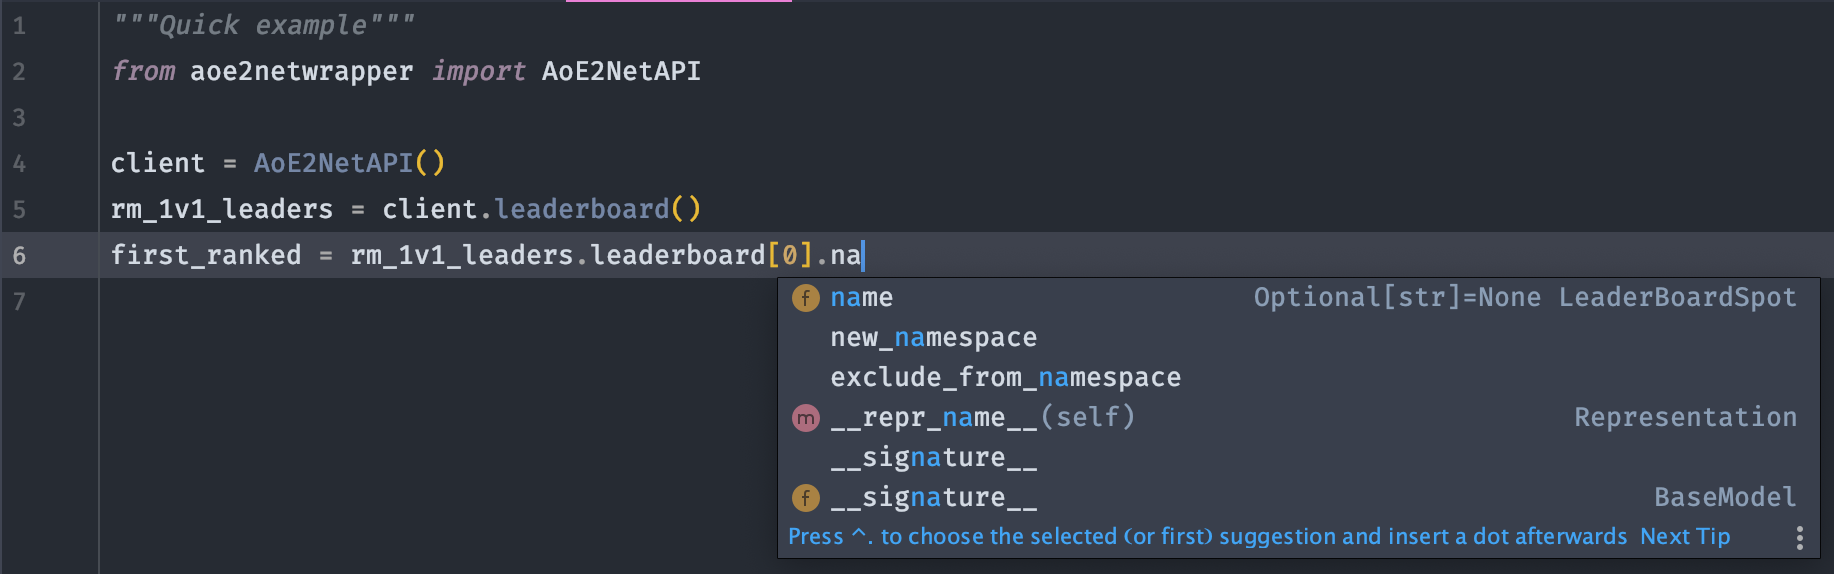 1 """Quick example"""
2 from aoe2netwrapper import AoE2NetAPI
3
4 client = AoE2NetAPI()
5 rm_1v1_leaders = client.leaderboard()
6 first_ranked = rm_1v1_leaders.leaderboard[0].na
f name Optional[str]=None LeaderBoardSpot
7
new_namespace
exclude_from_namespace
m __repr_name__(self) Representation
__signature__
f __signature__ BaseModel
Press ^. to choose the selected (or first) suggestion and insert a dot afterwards Next Tip